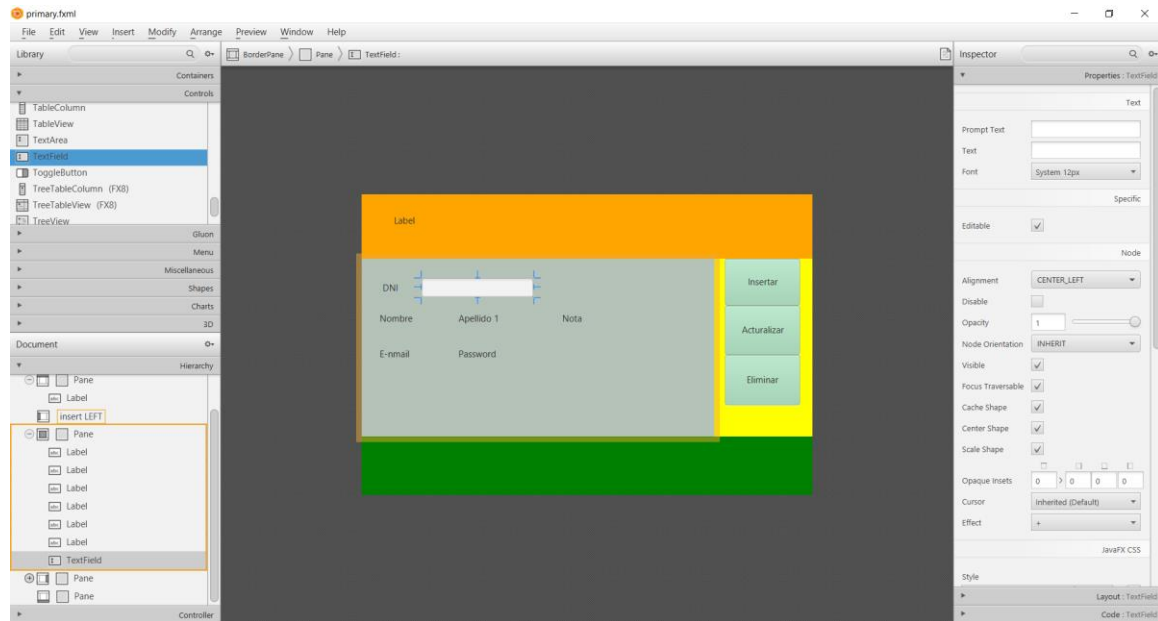 primary.fxml
File Edit View Insert Modify Arrange Preview Window Help
Library
BorderPane Pane TextField :
Inspector
Containers
Controls
TableColumn
TableView
TextArea
TextField
ToggleButton
TreeTableColumn (FX8)
TreeTableView (FX8)
TreeView
Gluon
Menu
Miscellaneous
Shapes
Charts
3D
Document
Hierarchy
Pane
Label
insert LEFT
Pane
Label
Label
Label
Label
Label
Label
TextField
Pane
Pane
Controller
Label
DNI
Nombre Apellido 1 Nota
E-nmail Password
Insertar
Acturalizar
Eliminar
Properties : TextField
Text
Prompt Text
Text
Font System 12px
Specific
Editable
Node
Alignment CENTER_LEFT
Disable
Opacity 1
Node Orientation INHERIT
Visible
Focus Traversable
Cache Shape
Center Shape
Scale Shape
Opaque Insets 0 0 0 0
Cursor Inherited (Default)
Effect +
JavaFX CSS
Style
Layout : TextField
Code : TextField